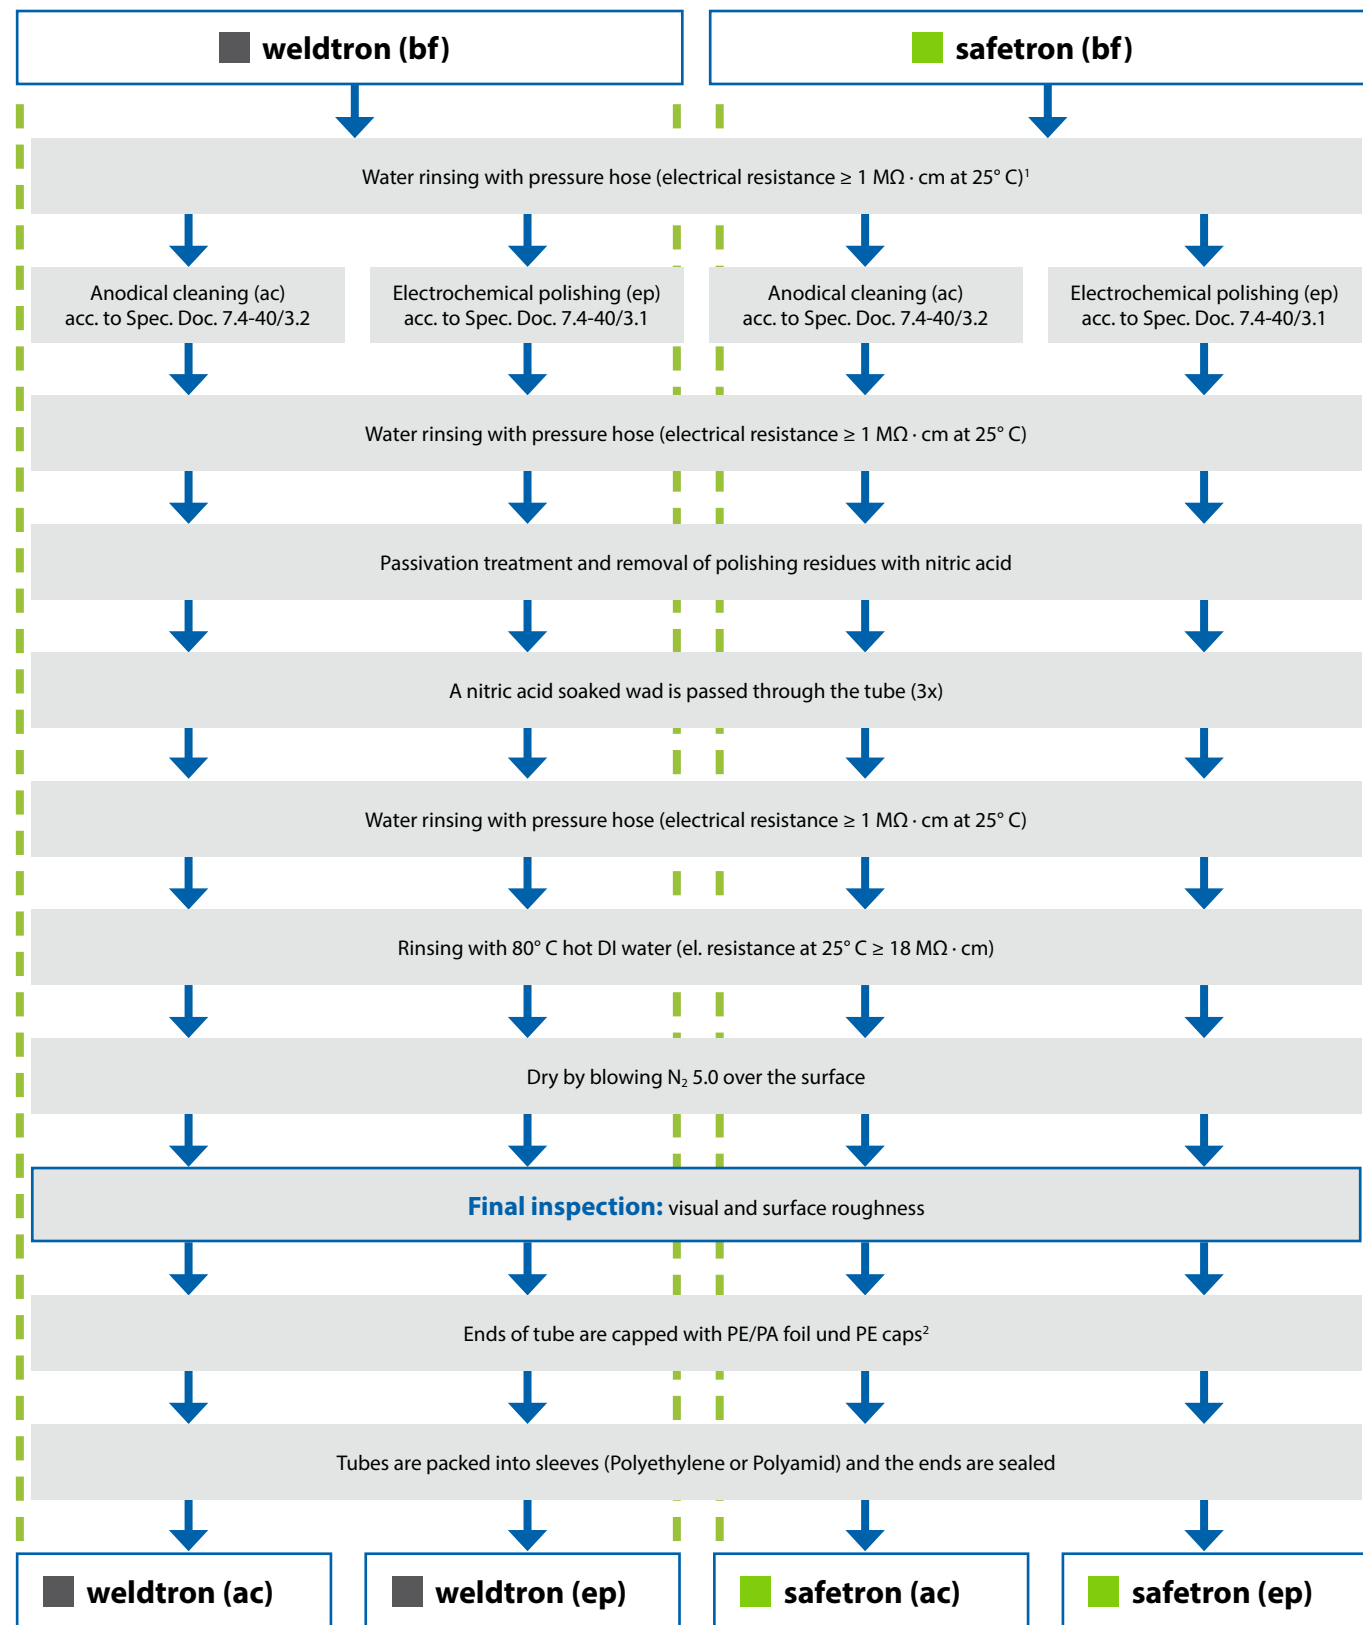 weldtron (bf)
safetron (bf)
Water rinsing with pressure hose (electrical resistance ≥ 1 MΩ · cm at 25° C)¹
Anodical cleaning (ac)
acc. to Spec. Doc. 7.4-40/3.2
Electrochemical polishing (ep)
acc. to Spec. Doc. 7.4-40/3.1
Anodical cleaning (ac)
acc. to Spec. Doc. 7.4-40/3.2
Electrochemical polishing (ep)
acc. to Spec. Doc. 7.4-40/3.1
Water rinsing with pressure hose (electrical resistance ≥ 1 MΩ · cm at 25° C)
Passivation treatment and removal of polishing residues with nitric acid
A nitric acid soaked wad is passed through the tube (3x)
Water rinsing with pressure hose (electrical resistance ≥ 1 MΩ · cm at 25° C)
Rinsing with 80° C hot DI water (el. resistance at 25° C ≥ 18 MΩ · cm)
Dry by blowing N₂ 5.0 over the surface
Final inspection: visual and surface roughness
Ends of tube are capped with PE/PA foil und PE caps²
Tubes are packed into sleeves (Polyethylene or Polyamid) and the ends are sealed
weldtron (ac)
weldtron (ep)
safetron (ac)
safetron (ep)